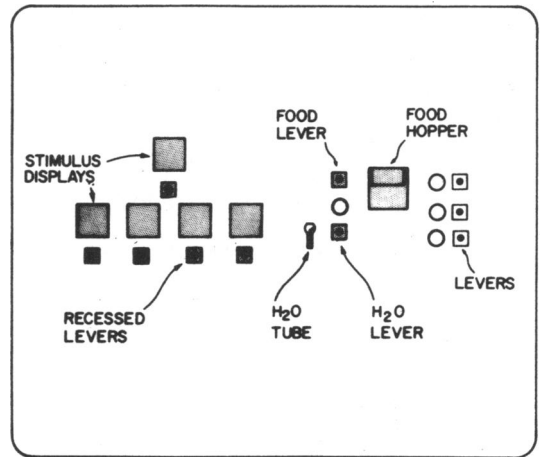 FOOD
LEVER
FOOD
HOPPER
STIMULUS
DISPLAYS
LEVERS
RECESSED
LEVERS
H₂O
TUBE
H₂O
LEVER